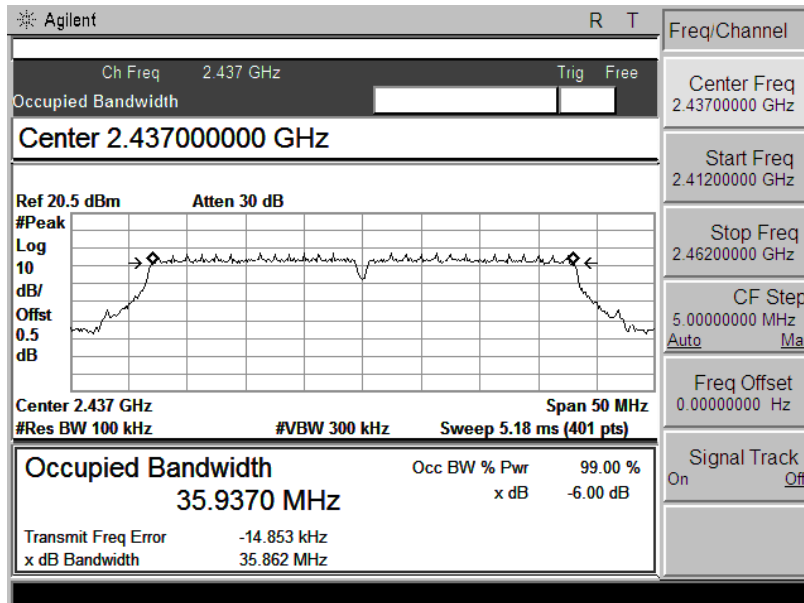 Agilent R T
Ch Freq 2.437 GHz Trig Free
Occupied Bandwidth
Center 2.437000000 GHz
Ref 20.5 dBm Atten 30 dB
#Peak
Log
10
dB/
Offst
0.5
dB
Center 2.437 GHz Span 50 MHz
#Res BW 100 kHz #VBW 300 kHz Sweep 5.18 ms (401 pts)
Occupied Bandwidth
35.9370 MHz
Occ BW % Pwr 99.00 %
x dB -6.00 dB
Transmit Freq Error -14.853 kHz
x dB Bandwidth 35.862 MHz
Freq/Channel
Center Freq
2.43700000 GHz
Start Freq
2.41200000 GHz
Stop Freq
2.46200000 GHz
CF Step
5.00000000 MHz
Auto Ma
Freq Offset
0.00000000 Hz
Signal Track
On Off